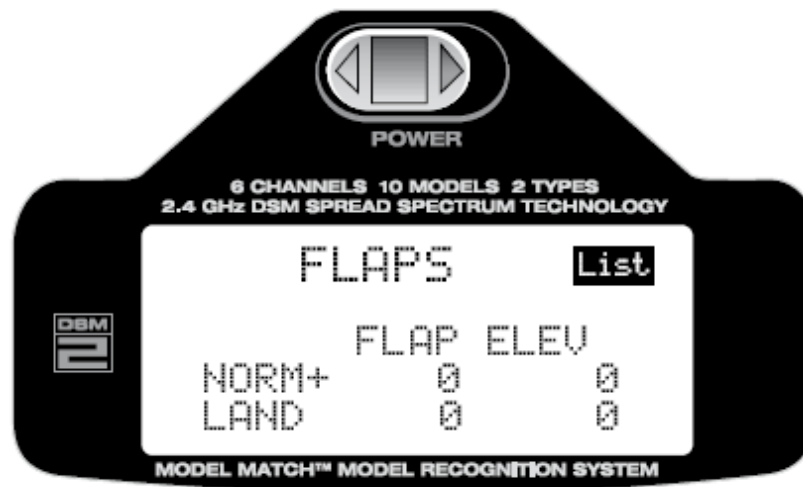 POWER
6 CHANNELS 10 MODELS 2 TYPES
2.4 GHz DSM SPREAD SPECTRUM TECHNOLOGY
FLAPS List
DSM
2
FLAP ELEV
NORM+ 0 0
LAND 0 0
MODEL MATCH™ MODEL RECOGNITION SYSTEM